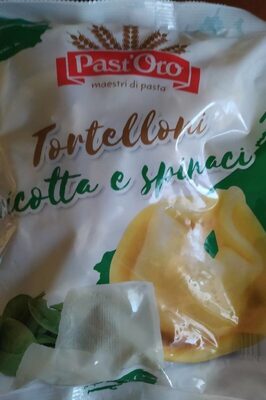 Past'Oro
maestri di pasta
Tortelloni
ricotta e spinaci